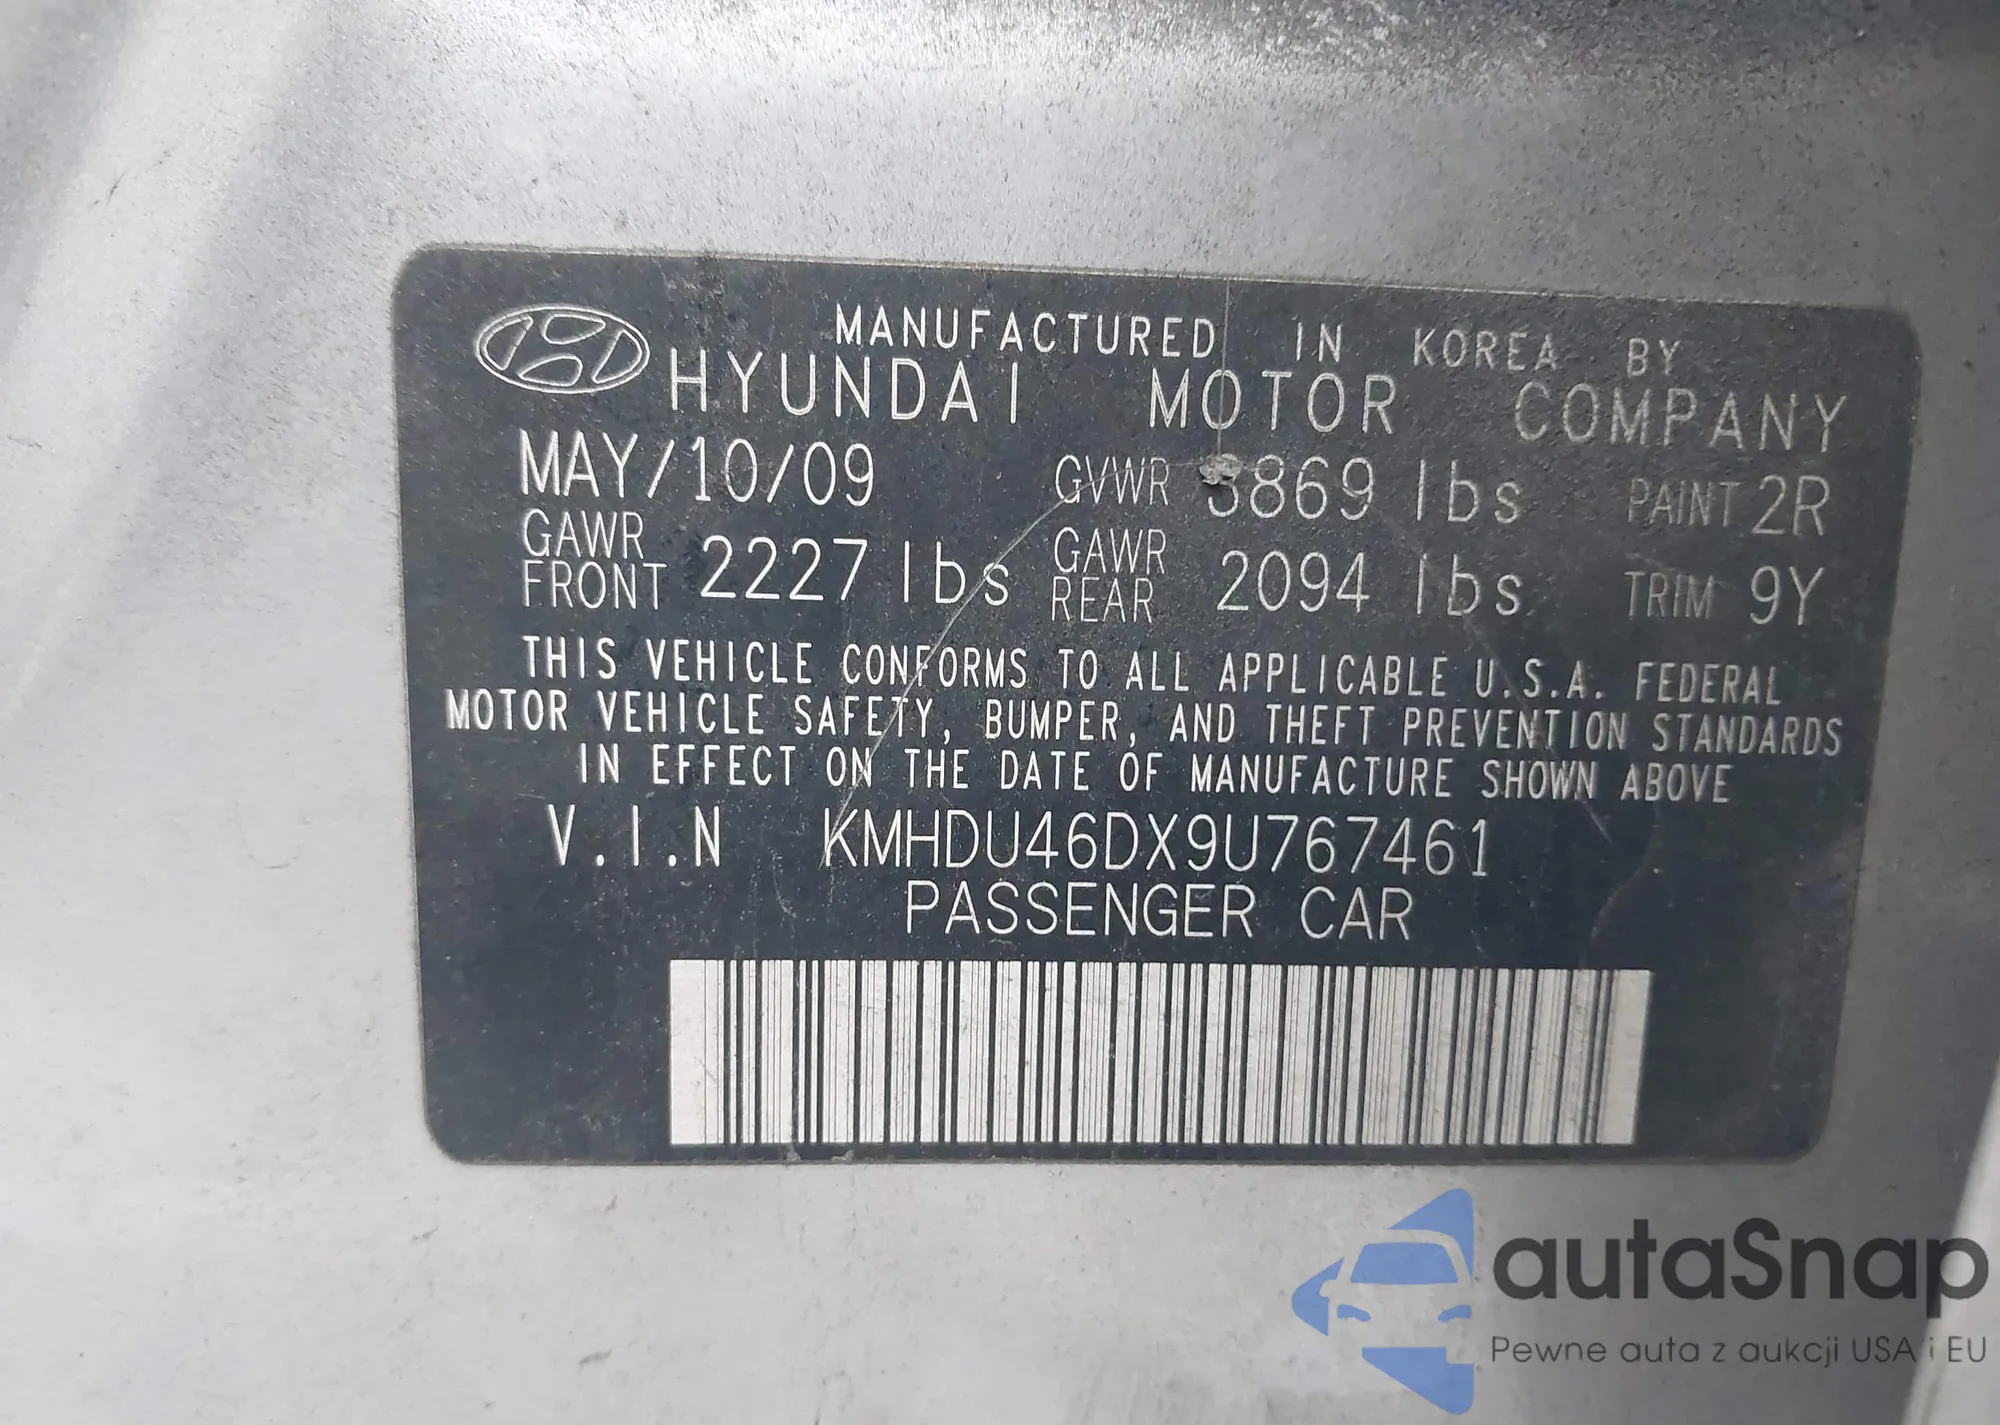 MANUFACTURED IN KOREA BY
HYUNDAI MOTOR COMPANY
MAY/10/09 GVWR 3869 lbs PAINT 2R
GAWR FRONT 2227 lbs GAWR REAR 2094 lbs TRIM 9Y
THIS VEHICLE CONFORMS TO ALL APPLICABLE U.S.A. FEDERAL
MOTOR VEHICLE SAFETY, BUMPER, AND THEFT PREVENTION STANDARDS
IN EFFECT ON THE DATE OF MANUFACTURE SHOWN ABOVE
V.I.N KMHDU46DX9U767461
PASSENGER CAR
autaSnap
Pewne auta z aukcji USA i EU